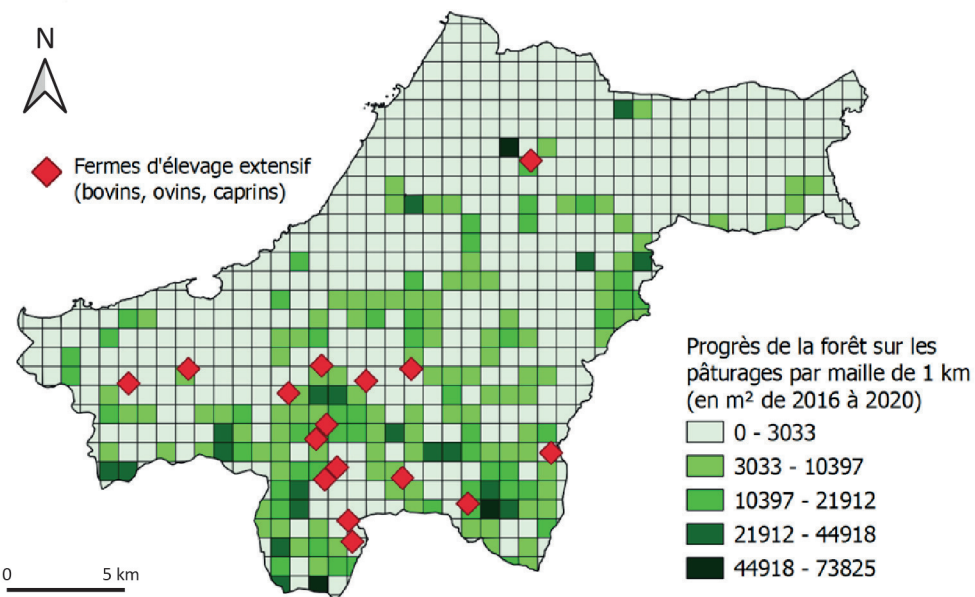 N
Fermes d'élevage extensif
(bovins, ovins, caprins)
Progrès de la forêt sur les
pâturages par maille de 1 km
(en m² de 2016 à 2020)
0 - 3033
3033 - 10397
10397 - 21912
21912 - 44918
44918 - 73825
0 5 km